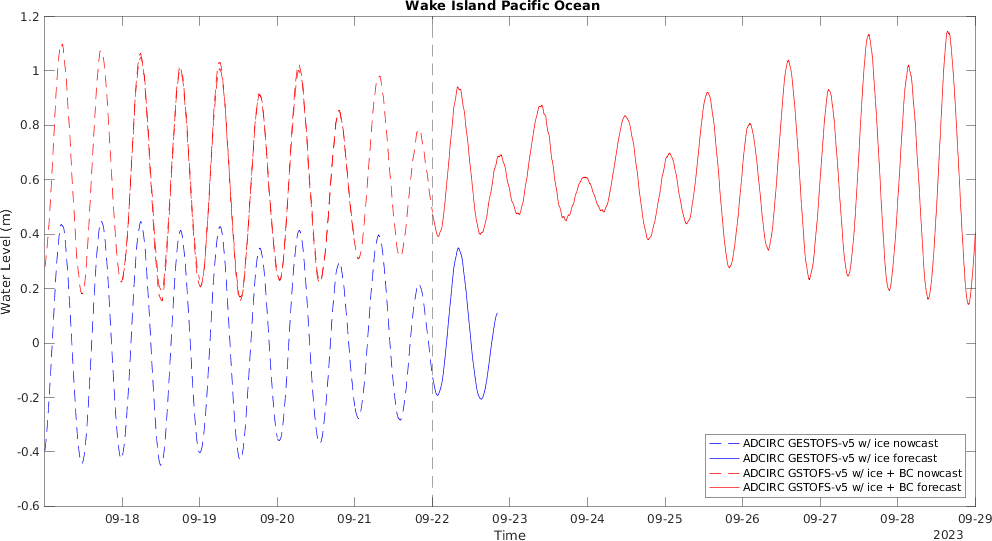 Wake Island Pacific Ocean
1.2
1
0.8
0.6
0.4
0.2
0
-0.2
-0.4
-0.6
Water Level (m)
09-18 09-19 09-20 09-21 09-22 09-23 09-24 09-25 09-26 09-27 09-28 09-29
Time
2023
ADCIRC GESTOFS-v5 w/ ice nowcast
ADCIRC GESTOFS-v5 w/ ice forecast
ADCIRC GSTOFS-v5 w/ ice + BC nowcast
ADCIRC GSTOFS-v5 w/ ice + BC forecast